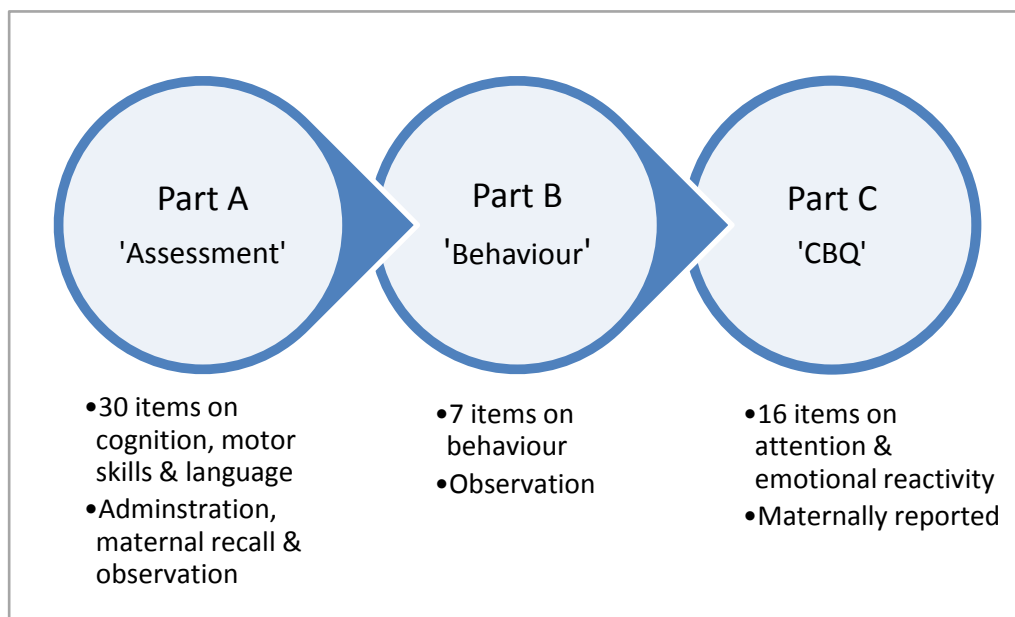 Part A
'Assessment'
•30 items on
cognition, motor
skills & language
•Adminstration,
maternal recall &
observation
Part B
'Behaviour'
•7 items on
behaviour
•Observation
Part C
'CBQ'
•16 items on
attention &
emotional reactivity
•Maternally reported